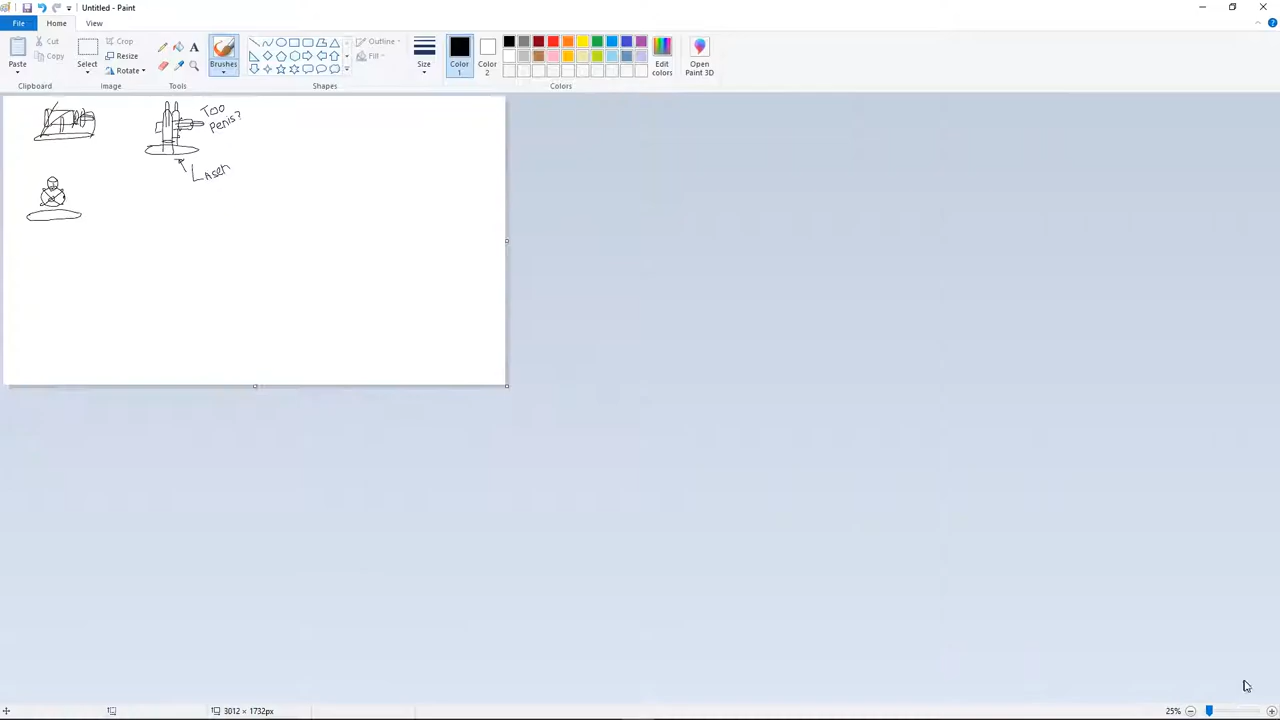 Untitled - Paint
File
Home
View
Paste
Cut
Copy
Clipboard
Select
Crop
Resize
Rotate
Image
A
Tools
Brushes
Outline
Fill
Shapes
Size
Color
1
Color
2
Edit
colors
Open
Paint 3D
Colors
Too
Penis?
Laser
3012 × 1732px
25%